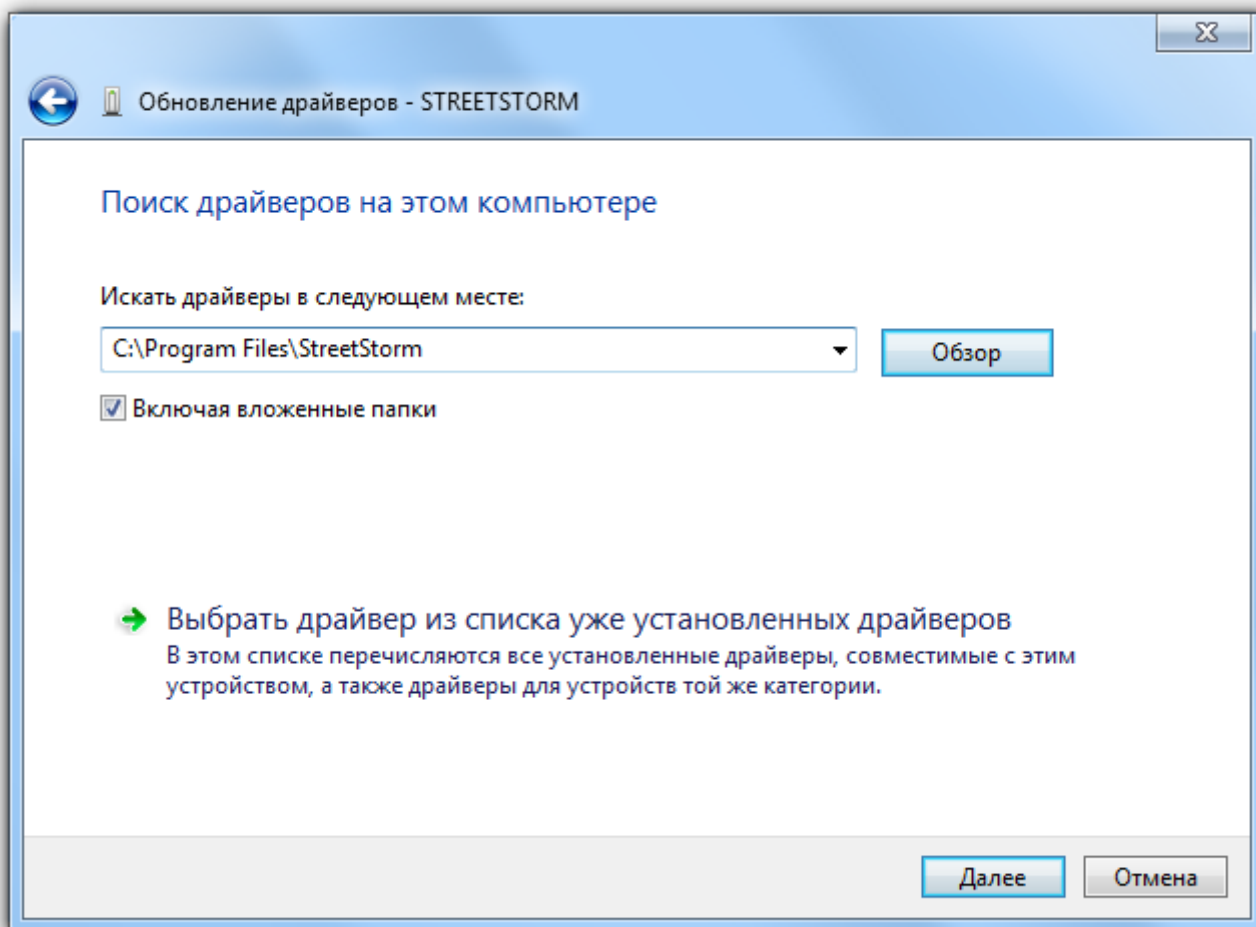 Обновление драйверов - STREETSTORM
Поиск драйверов на этом компьютере
Искать драйверы в следующем месте:
C:\Program Files\StreetStorm
Обзор
Включая вложенные папки
Выбрать драйвер из списка уже установленных драйверов
В этом списке перечисляются все установленные драйверы, совместимые с этим
устройством, а также драйверы для устройств той же категории.
Далее
Отмена